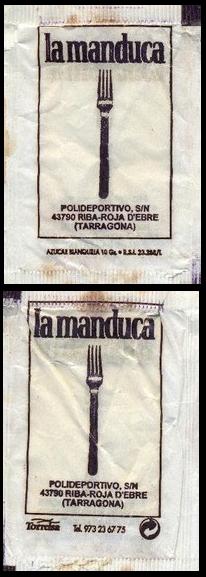 la manduca
POLIDEPORTIVO, S/N
43790 RIBA-ROJA D'EBRE
(TARRAGONA)
AZUCAR BLANQUILLA 10 Gs. • R.S.I. 23.288/L
la manduca
POLIDEPORTIVO, S/N
43790 RIBA-ROJA D'EBRE
(TARRAGONA)
Torrcisa Tel. 973 23 67 75